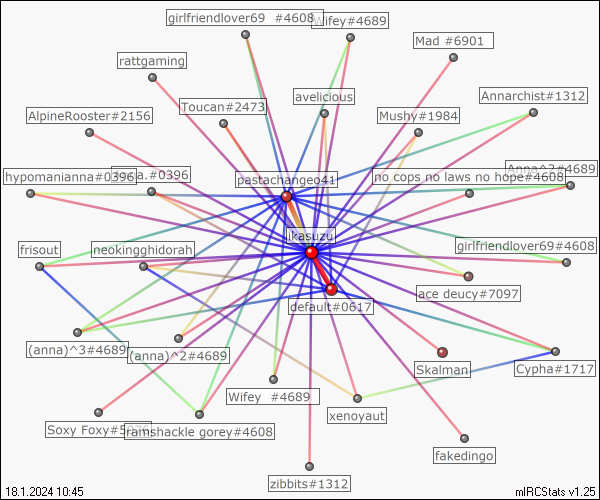 girlfriendlover69 #4608
Wifey#4689
Mad #6901
rattgaming
avelicious
Annarchist#1312
Toucan#2473
AlpineRooster#2156
Mushy#1984
Anna^2#4689
hypomanianna#0396
#0396
pastachangeo41
no cops no laws no hope#4608
ikasuzu
frisout
neokingghidorah
girlfriendlover69#4608
ace deucy#7097
default#0617
(anna)^3#4689
(anna)^2#4689
Skalman
Cypha#1717
Wifey #4689
xenoyaut
Soxy
ramshackle gorey#4608
fakedingo
zibbits#1312
18.1.2024 10:45
mIRCStats v1.25